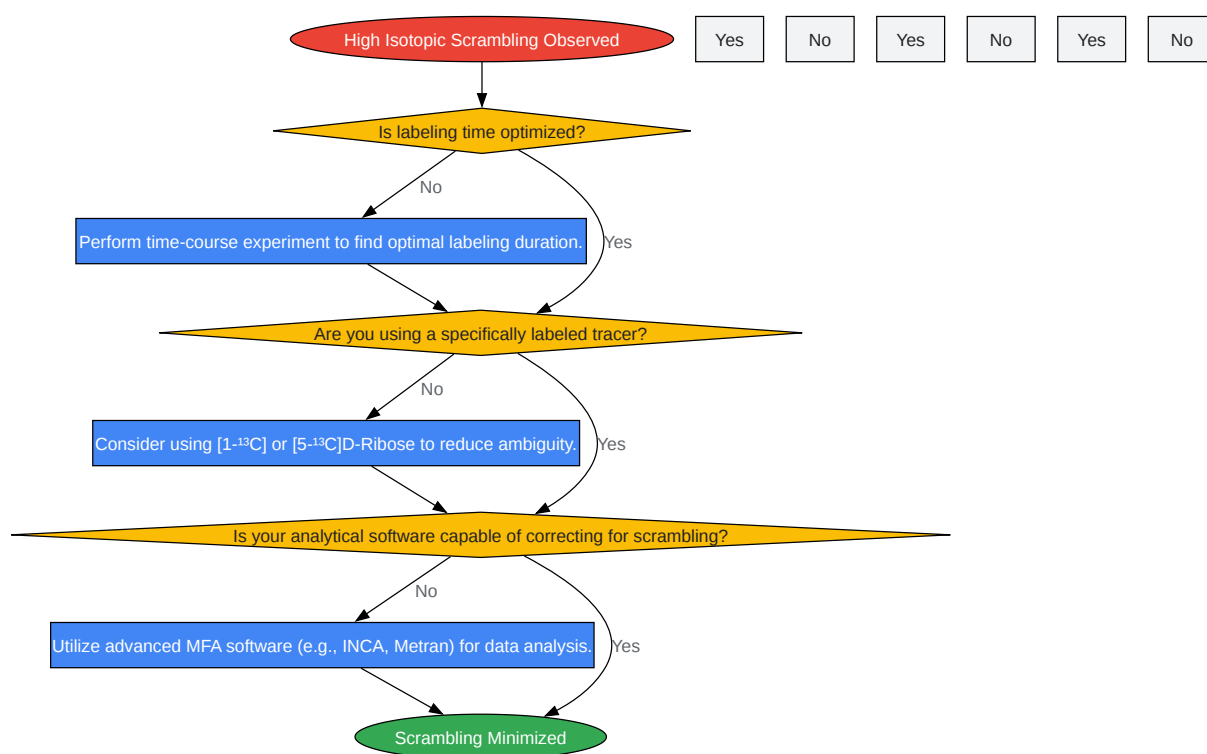 High Isotopic Scrambling Observed
Yes
No
Yes
No
Yes
No
Is labeling time optimized?
No
Perform time-course experiment to find optimal labeling duration.
Yes
Are you using a specifically labeled tracer?
No
Consider using [1-¹³C] or [5-¹³C]D-Ribose to reduce ambiguity.
Yes
Is your analytical software capable of correcting for scrambling?
No
Utilize advanced MFA software (e.g., INCA, Metran) for data analysis.
Yes
Scrambling Minimized